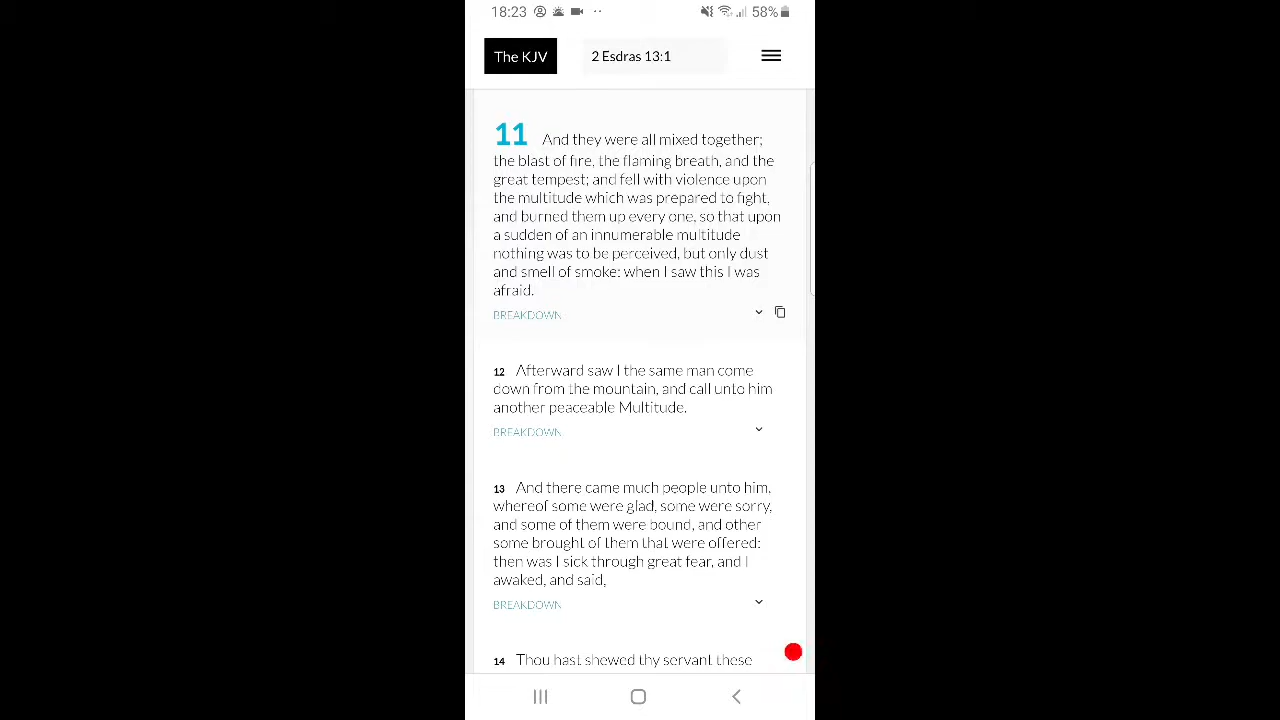 18:23 58%
The KJV 2 Esdras 13:1
11 And they were all mixed together;
the blast of fire, the flaming breath, and the
great tempest; and fell with violence upon
the multitude which was prepared to fight,
and burned them up every one, so that upon
a sudden of an innumerable multitude
nothing was to be perceived, but only dust
and smell of smoke: when I saw this I was
afraid.
BREAKDOWN
12 Afterward saw I the same man come
down from the mountain, and call unto him
another peaceable Multitude.
BREAKDOWN
13 And there came much people unto him,
whereof some were glad, some were sorry,
and some of them were bound, and other
some brought of them that were offered:
then was I sick through great fear, and I
awaked, and said,
BREAKDOWN
14 Thou hast shewed thy servant these